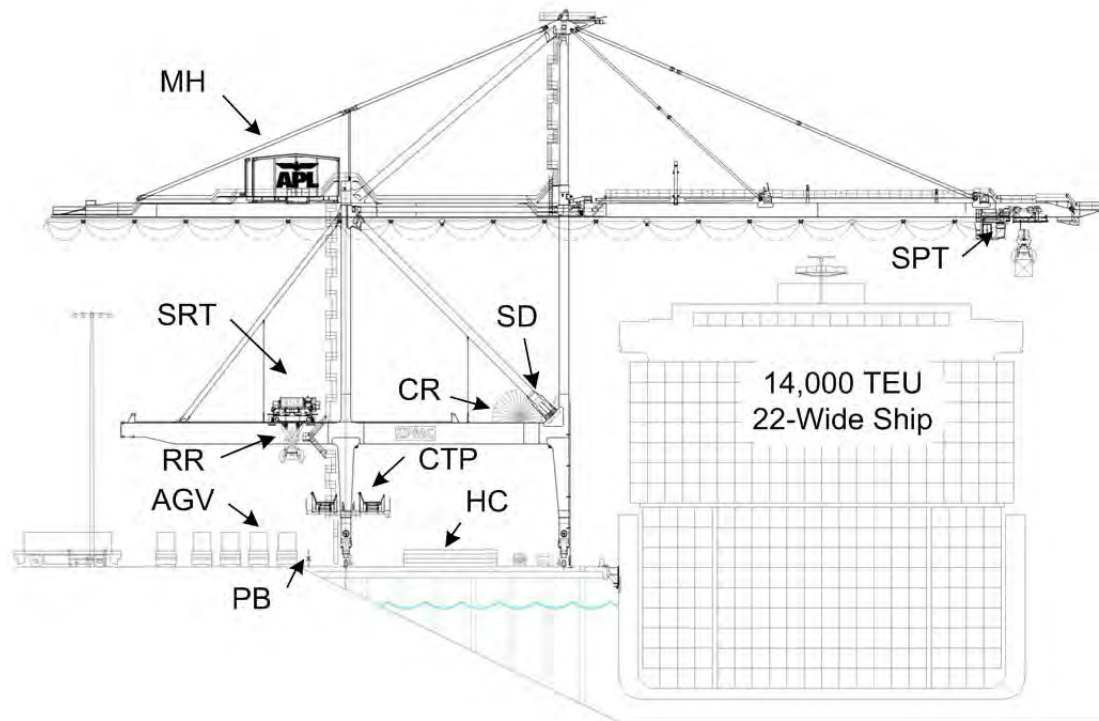 MH
APL
SPT
SRT
SD
CR
14,000 TEU
22-Wide Ship
RR
CTP
AGV
HC
PB